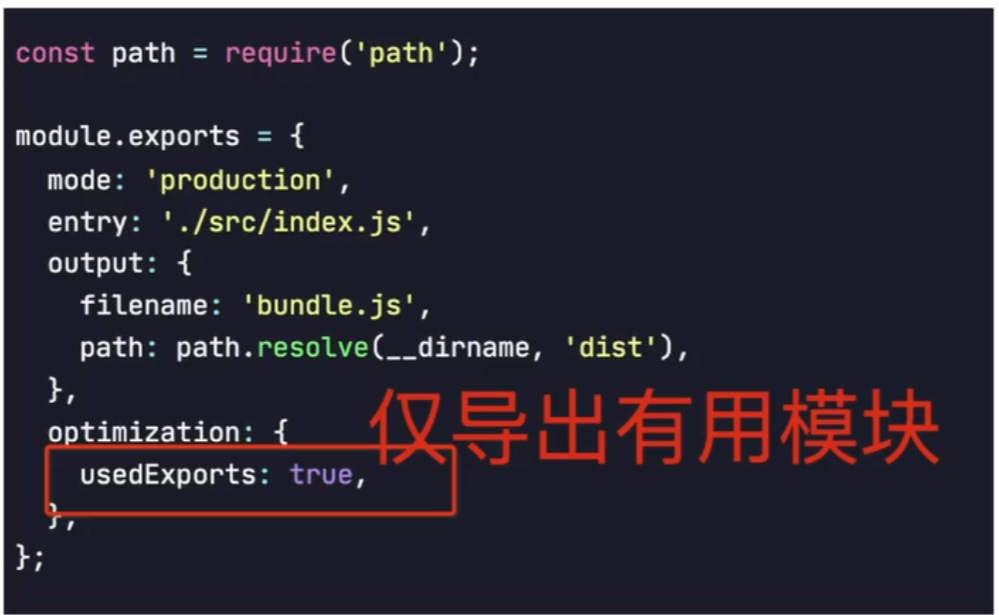 const path = require('path');
module.exports = {
mode: 'production',
entry: './src/index.js',
output: {
filename: 'bundle.js',
path: path.resolve(__dirname, 'dist'),
},
optimization: {
仅导出有用模块
usedExports: true,
},
};